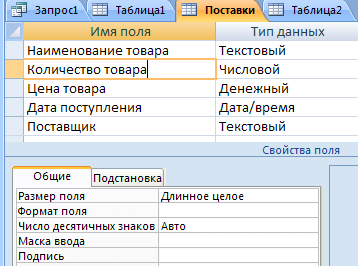 Запрос1 Таблица1 Поставки Таблица2
Имя поля Тип данных
Наименование товара Текстовый
Количество товара Числовой
Цена товара Денежный
Дата поступления Дата/время
Поставщик Текстовый
Свойства поля
Общие Подстановка
Размер поля Длинное целое
Формат поля
Число десятичных знаков Авто
Маска ввода
Подпись